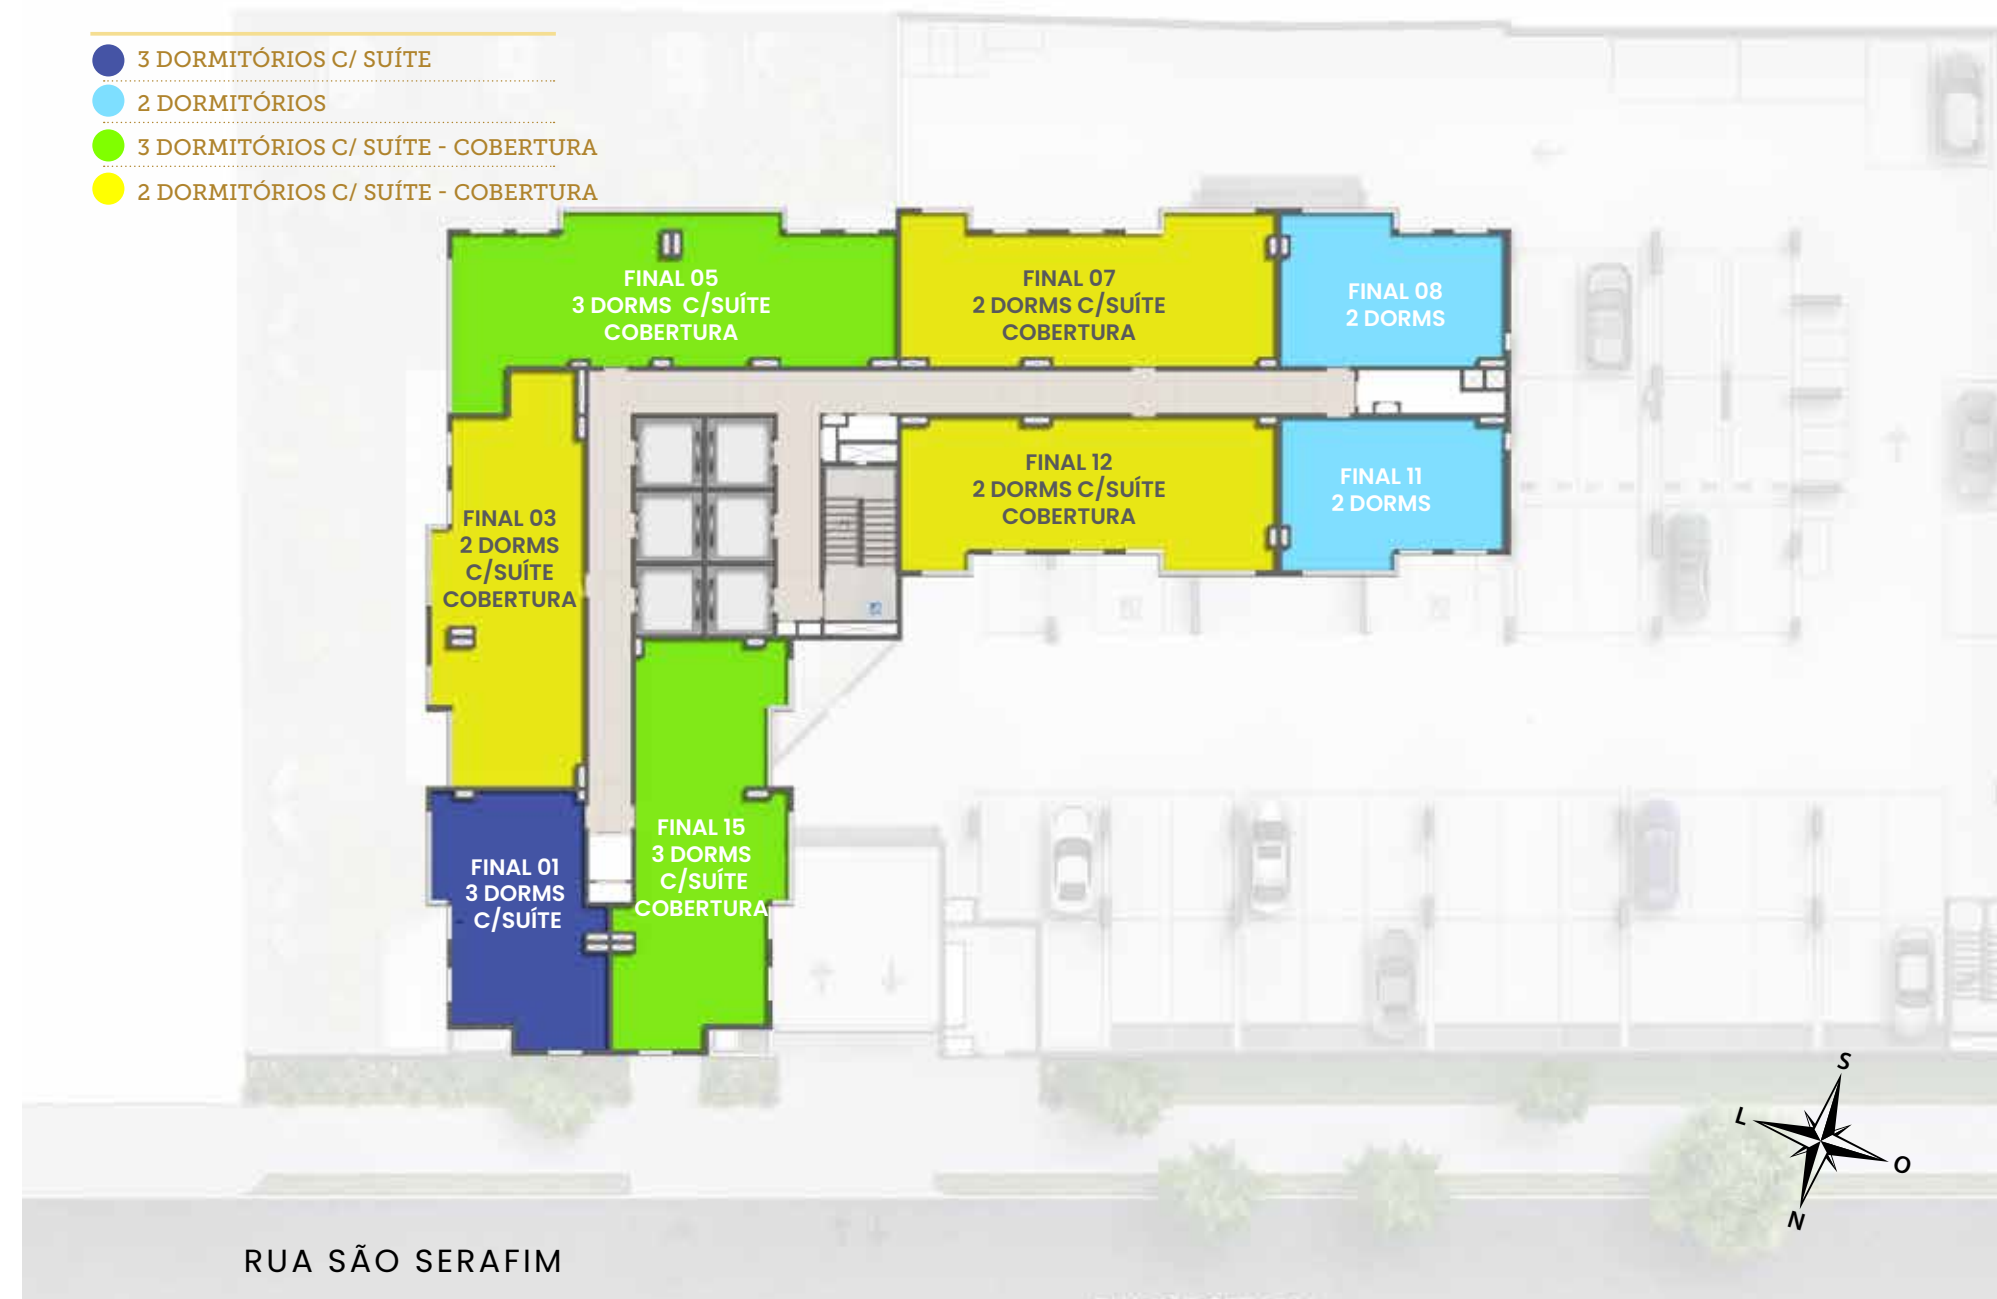 3 DORMITÓRIOS C/ SUÍTE
2 DORMITÓRIOS
3 DORMITÓRIOS C/ SUÍTE - COBERTURA
2 DORMITÓRIOS C/ SUÍTE - COBERTURA
FINAL 05
3 DORMS C/SUÍTE
COBERTURA
FINAL 07
2 DORMS C/SUÍTE
COBERTURA
FINAL 08
2 DORMS
FINAL 03
2 DORMS
C/SUÍTE
COBERTURA
FINAL 12
2 DORMS C/SUÍTE
COBERTURA
FINAL 11
2 DORMS
FINAL 01
3 DORMS
C/SUÍTE
FINAL 15
3 DORMS
C/SUÍTE
COBERTURA
S
L
O
N
RUA SÃO SERAFIM